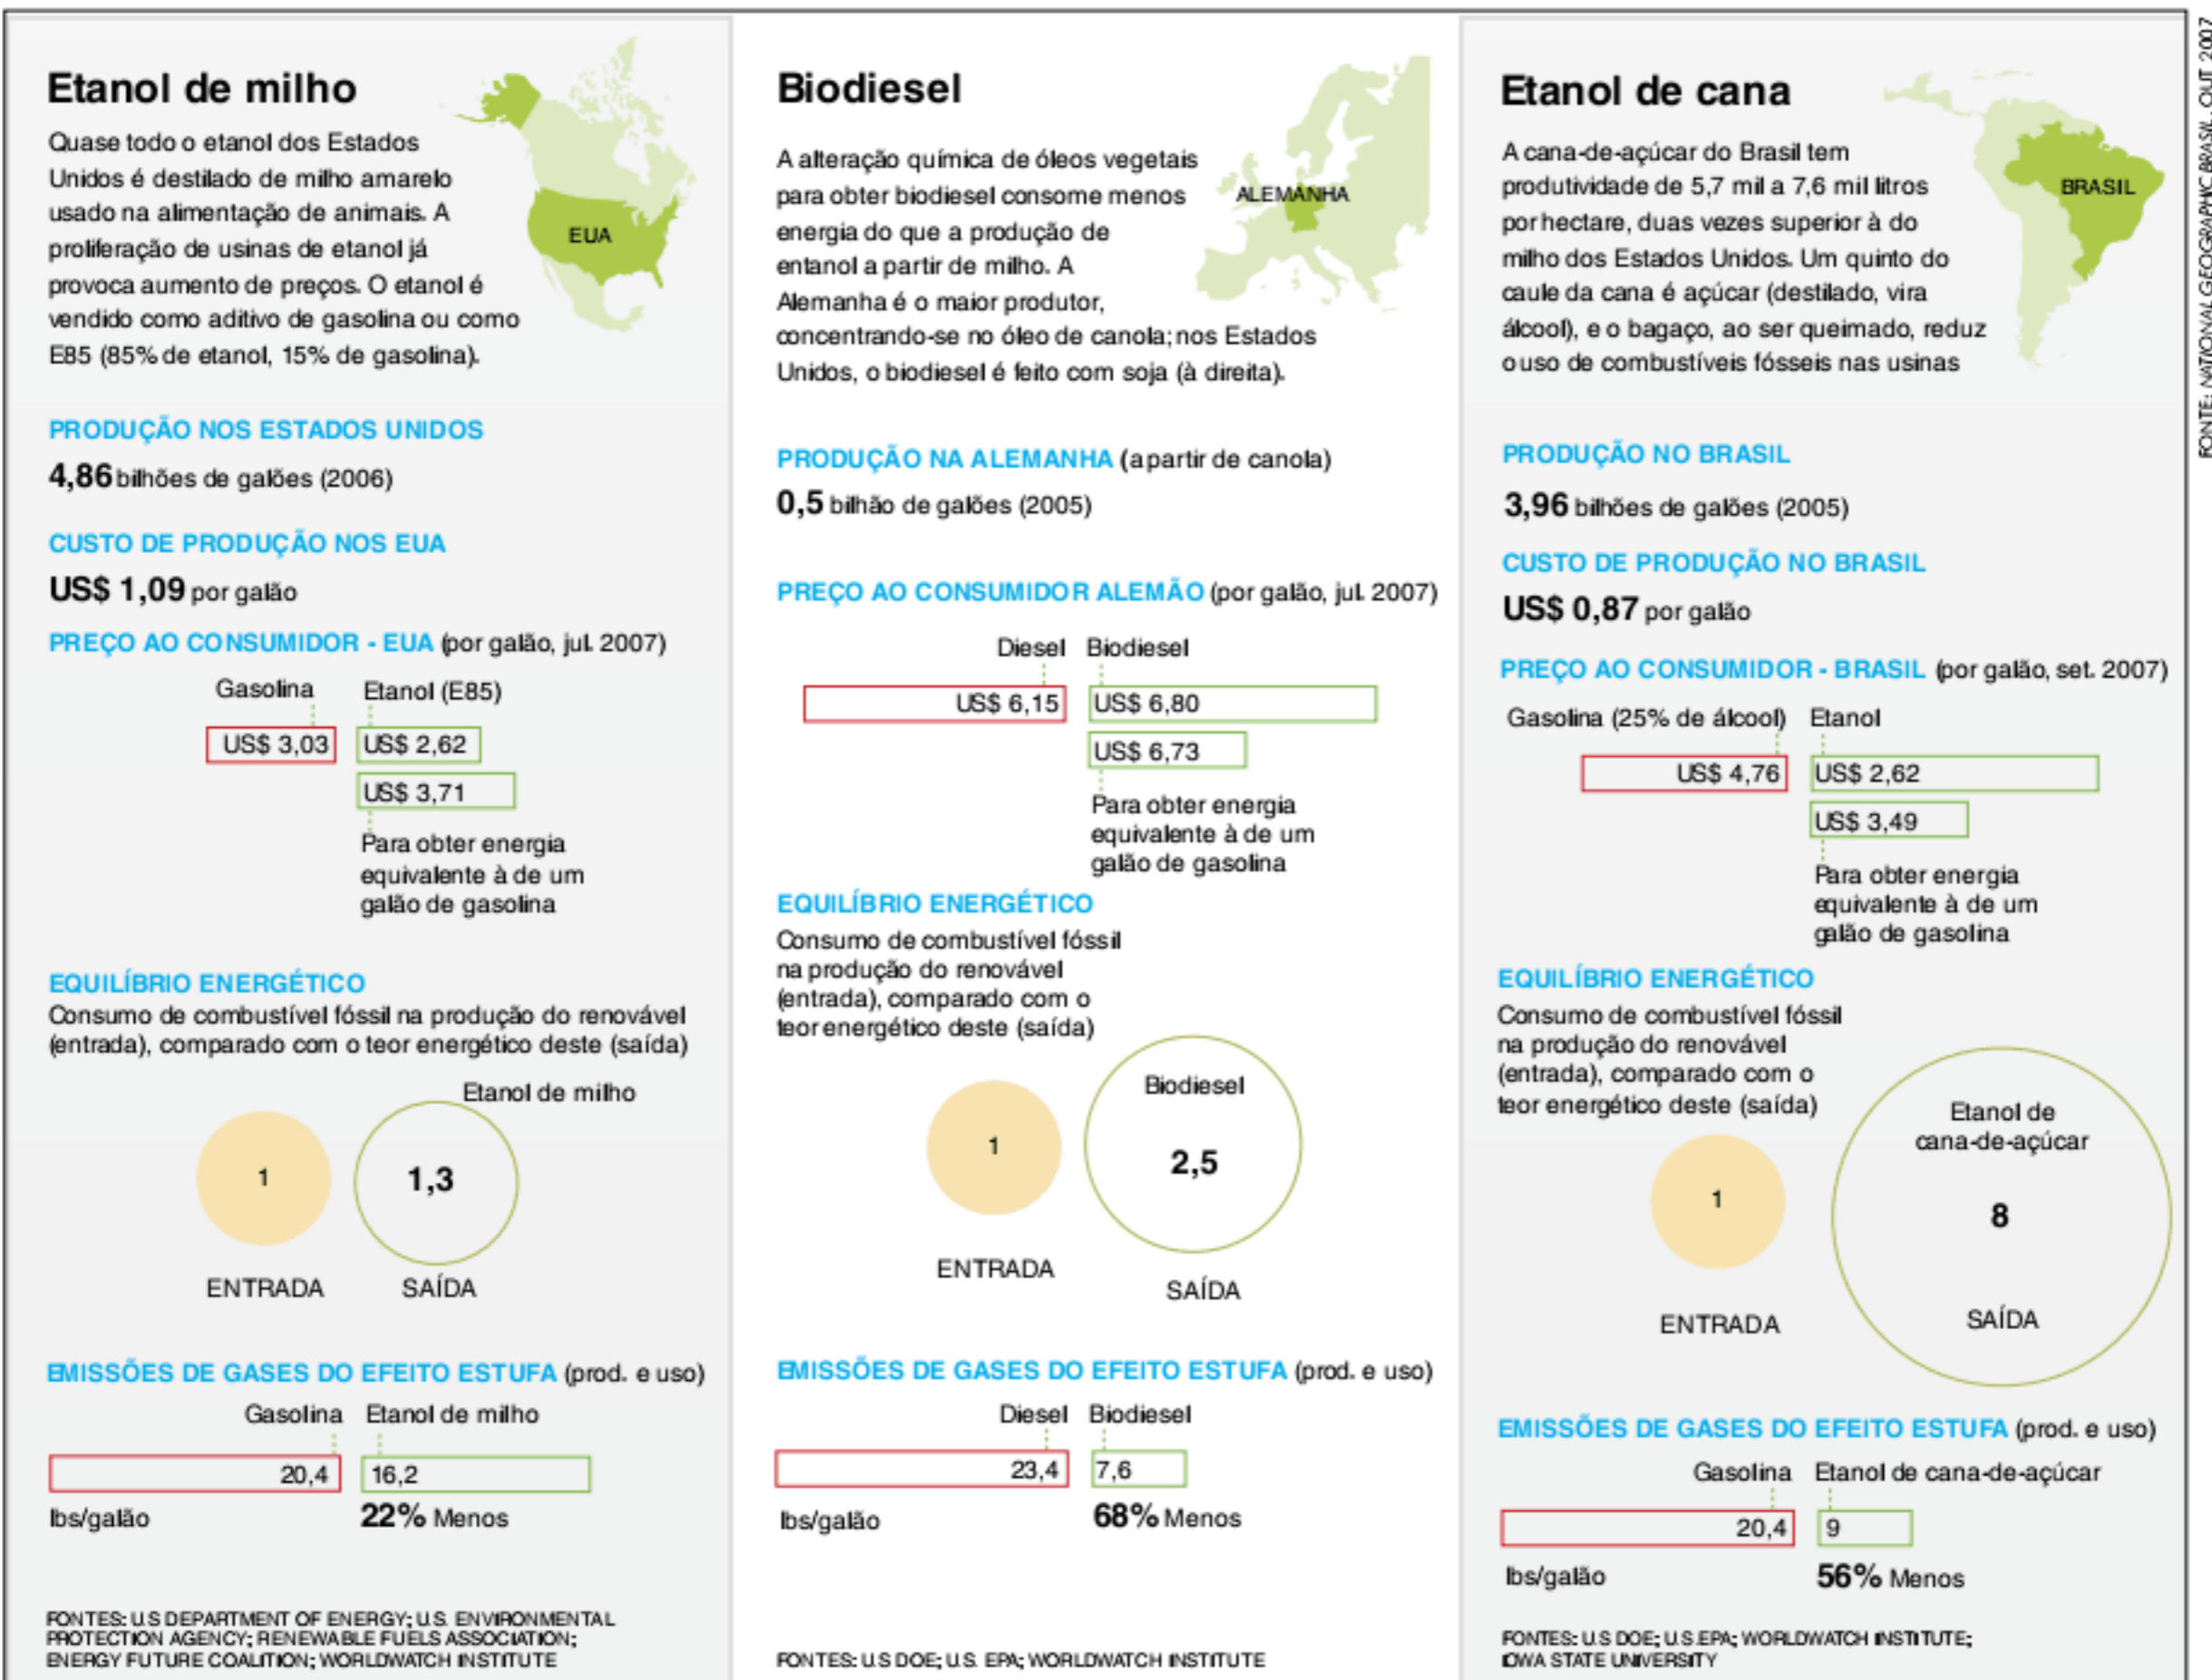 Etanol de milho
Quase todo o etanol dos Estados
Unidos é destilado de milho amarelo
usado na alimentação de animais. A
proliferação de usinas de etanol já
provoca aumento de preços. O etanol é
vendido como aditivo de gasolina ou como
E85 (85% de etanol, 15% de gasolina).
EUA
PRODUÇÃO NOS ESTADOS UNIDOS
4,86 bilhões de galões (2006)
CUSTO DE PRODUÇÃO NOS EUA
US$ 1,09 por galão
PREÇO AO CONSUMIDOR - EUA (por galão, jul. 2007)
Gasolina Etanol (E85)
US$ 3,03 US$ 2,62
US$ 3,71
Para obter energia
equivalente à de um
galão de gasolina
EQUILÍBRIO ENERGÉTICO
Consumo de combustível fóssil na produção do renovável
(entrada), comparado com o teor energético deste (saída)
Etanol de milho
1 1,3
ENTRADA SAÍDA
EMISSÕES DE GASES DO EFEITO ESTUFA (prod. e uso)
Gasolina Etanol de milho
20,4 16,2
lbs/galão 22% Menos
FONTES: U.S DEPARTMENT OF ENERGY; U.S. ENVIRONMENTAL
PROTECTION AGENCY; RENEWABLE FUELS ASSOCIATION;
ENERGY FUTURE COALITION; WORLDWATCH INSTITUTE
Biodiesel
A alteração química de óleos vegetais
para obter biodiesel consome menos
energia do que a produção de
entanol a partir de milho. A
Alemanha é o maior produtor,
concentrando-se no óleo de canola; nos Estados
Unidos, o biodiesel é feito com soja (à direita).
ALEMANHA
PRODUÇÃO NA ALEMANHA (a partir de canola)
0,5 bilhão de galões (2005)
PREÇO AO CONSUMIDOR ALEMÃO (por galão, jul. 2007)
Diesel Biodiesel
US$ 6,15 US$ 6,80
US$ 6,73
Para obter energia
equivalente à de um
galão de gasolina
EQUILÍBRIO ENERGÉTICO
Consumo de combustível fóssil
na produção do renovável
(entrada), comparado com o
teor energético deste (saída)
Biodiesel
1 2,5
ENTRADA
SAÍDA
EMISSÕES DE GASES DO EFEITO ESTUFA (prod. e uso)
Diesel Biodiesel
23,4 7,6
lbs/galão 68% Menos
FONTES: U.S DOE; U.S. EPA; WORLDWATCH INSTITUTE
Etanol de cana
A cana-de-açúcar do Brasil tem
produtividade de 5,7 mil a 7,6 mil litros
por hectare, duas vezes superior à do
milho dos Estados Unidos. Um quinto do
caule da cana é açúcar (destilado, vira
álcool), e o bagaço, ao ser queimado, reduz
o uso de combustíveis fósseis nas usinas
BRASIL
PRODUÇÃO NO BRASIL
3,96 bilhões de galões (2005)
CUSTO DE PRODUÇÃO NO BRASIL
US$ 0,87 por galão
PREÇO AO CONSUMIDOR - BRASIL (por galão, set. 2007)
Gasolina (25% de álcool) Etanol
US$ 4,76 US$ 2,62
US$ 3,49
Para obter energia
equivalente à de um
galão de gasolina
EQUILÍBRIO ENERGÉTICO
Consumo de combustível fóssil
na produção do renovável
(entrada), comparado com o
teor energético deste (saída)
Etanol de
cana-de-açúcar
1 8
ENTRADA SAÍDA
EMISSÕES DE GASES DO EFEITO ESTUFA (prod. e uso)
Gasolina Etanol de cana-de-açúcar
20,4 9
lbs/galão 56% Menos
FONTES: U.S DOE; U.S.EPA; WORLDWATCH INSTITUTE;
IOWA STATE UNIVERSITY
FONTE: NATIONAL GEOGRAPHIC BRASIL, OUT 2007